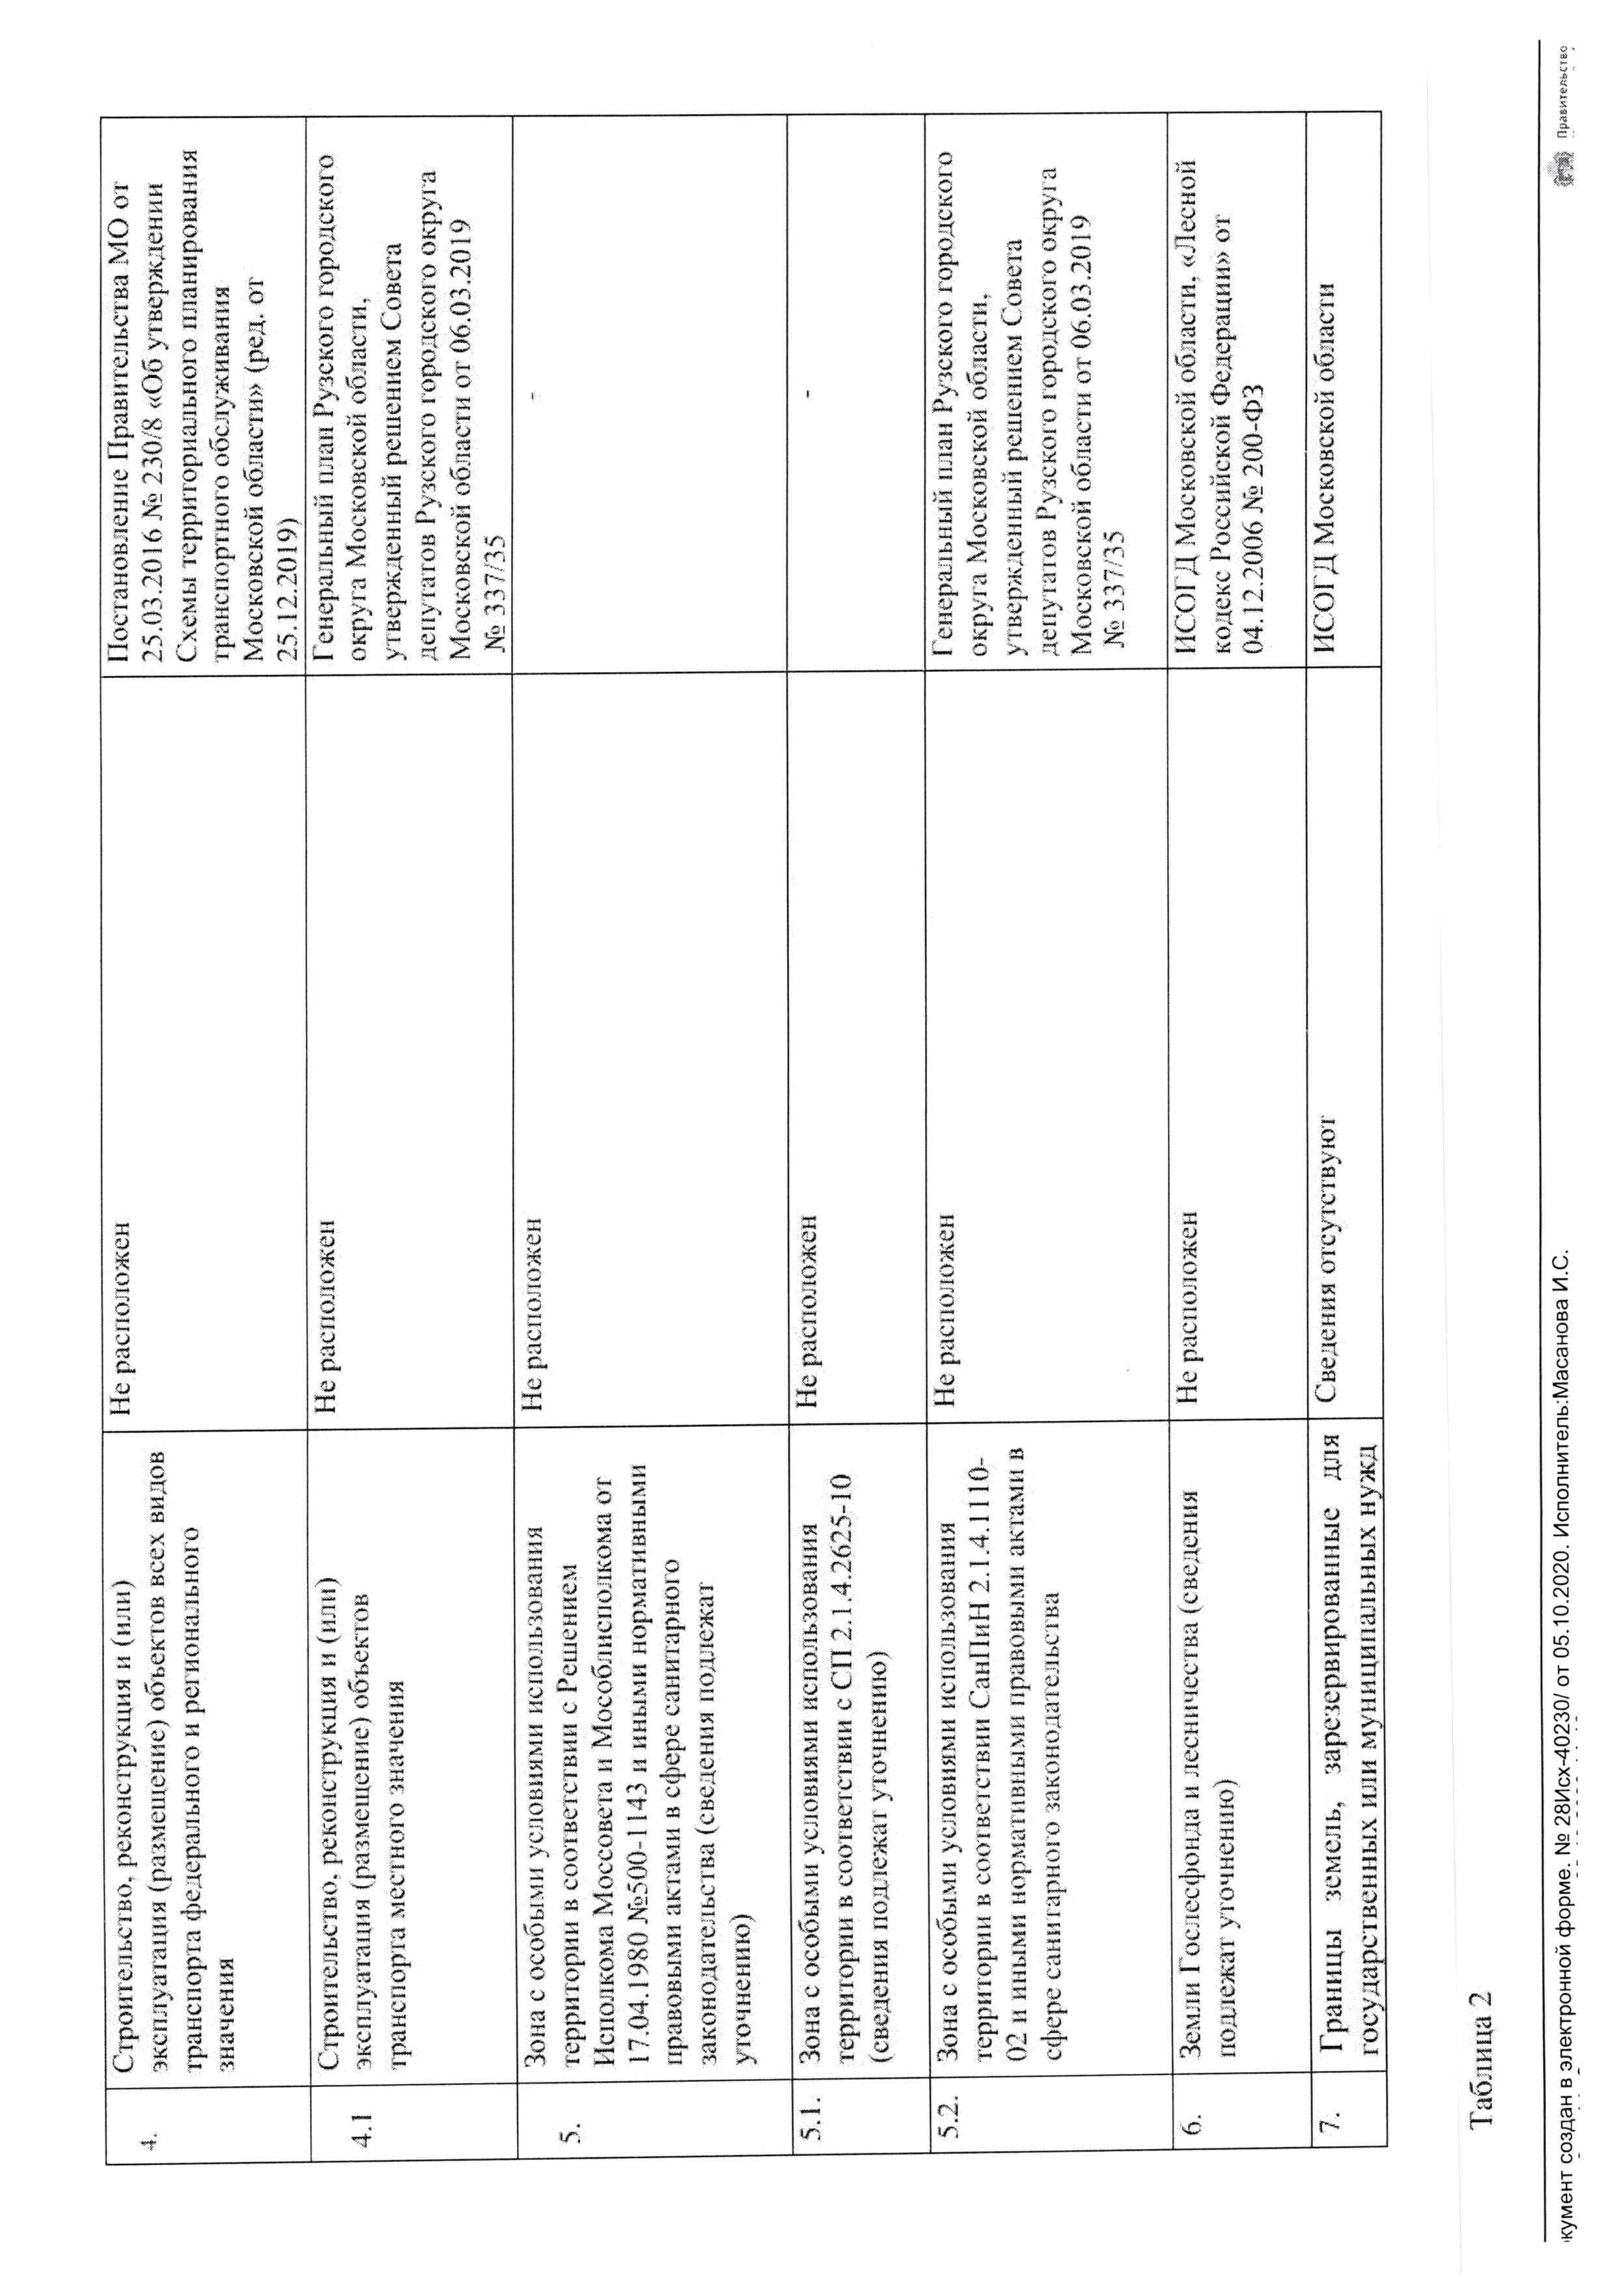 4.
Строительство, реконструкция и (или)
эксплуатация (размещение) объектов всех видов
транспорта федерального и регионального
значения
Не расположен
Постановление Правительства МО от
25.03.2016 № 230/8 «Об утверждении
Схемы территориального планирования
транспортного обслуживания
Московской области» (ред. от
25.12.2019)
4.1
Строительство, реконструкция и (или)
эксплуатация (размещение) объектов
транспорта местного значения
Не расположен
Генеральный план Рузского городского
округа Московской области,
утвержденный решением Совета
депутатов Рузского городского округа
Московской области от 06.03.2019
№ 337/35
5.
Зона с особыми условиями использования
территории в соответствии с Решением
Исполкома Моссовета и Мособлисполкома от
17.04.1980 №500-1143 и иными нормативными
правовыми актами в сфере санитарного
законодательства (сведения подлежат
уточнению)
Не расположен
-
5.1.
Зона с особыми условиями использования
территории в соответствии с СП 2.1.4.2625-10
(сведения подлежат уточнению)
Не расположен
-
5.2.
Зона с особыми условиями использования
территории в соответствии СанПиН 2.1.4.1110-
02 и иными нормативными правовыми актами в
сфере санитарного законодательства
Не расположен
Генеральный план Рузского городского
округа Московской области,
утвержденный решением Совета
депутатов Рузского городского округа
Московской области от 06.03.2019
№ 337/35
6.
Земли Гослесфонда и лесничества (сведения
подлежат уточнению)
Не расположен
ИСОГД Московской области, «Лесной
кодекс Российской Федерации» от
04.12.2006 № 200-ФЗ
7.
Границы земель, зарезервированные для
государственных или муниципальных нужд
Сведения отсутствуют
ИСОГД Московской области
Таблица 2
кумент создан в электронной форме. № 28Исх-40230/ от 05.10.2020. Исполнитель:Масанова И.С.
Правительство